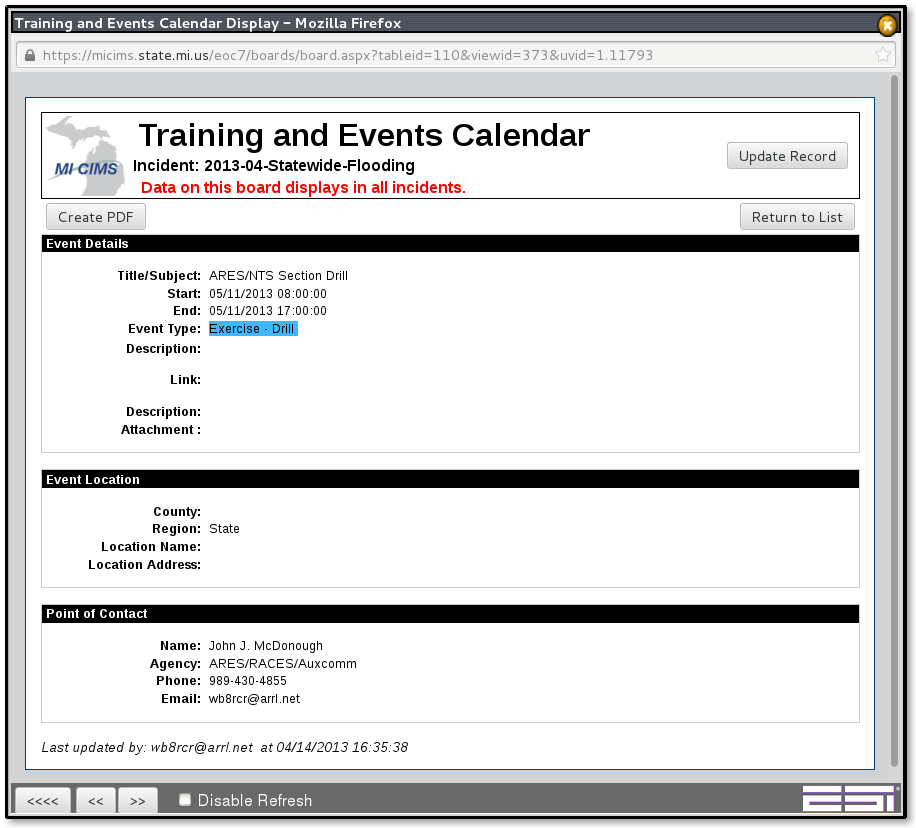 Training and Events Calendar Display - Mozilla Firefox
https://micims.state.mi.us/eoc7/boards/board.aspx?tableid=110&viewid=373&uvid=1.11793
MI-CIMS
Training and Events Calendar
Incident: 2013-04-Statewide-Flooding
Data on this board displays in all incidents.
Update Record
Create PDF
Return to List
Event Details
Title/Subject: ARES/NTS Section Drill
Start: 05/11/2013 08:00:00
End: 05/11/2013 17:00:00
Event Type: Exercise - Drill
Description:
Link:
Description:
Attachment :
Event Location
County:
Region: State
Location Name:
Location Address:
Point of Contact
Name: John J. McDonough
Agency: ARES/RACES/Auxcomm
Phone: 989-430-4855
Email: wb8rcr@arrl.net
Last updated by: wb8rcr@arrl.net at 04/14/2013 16:35:38
<<<< << >> Disable Refresh